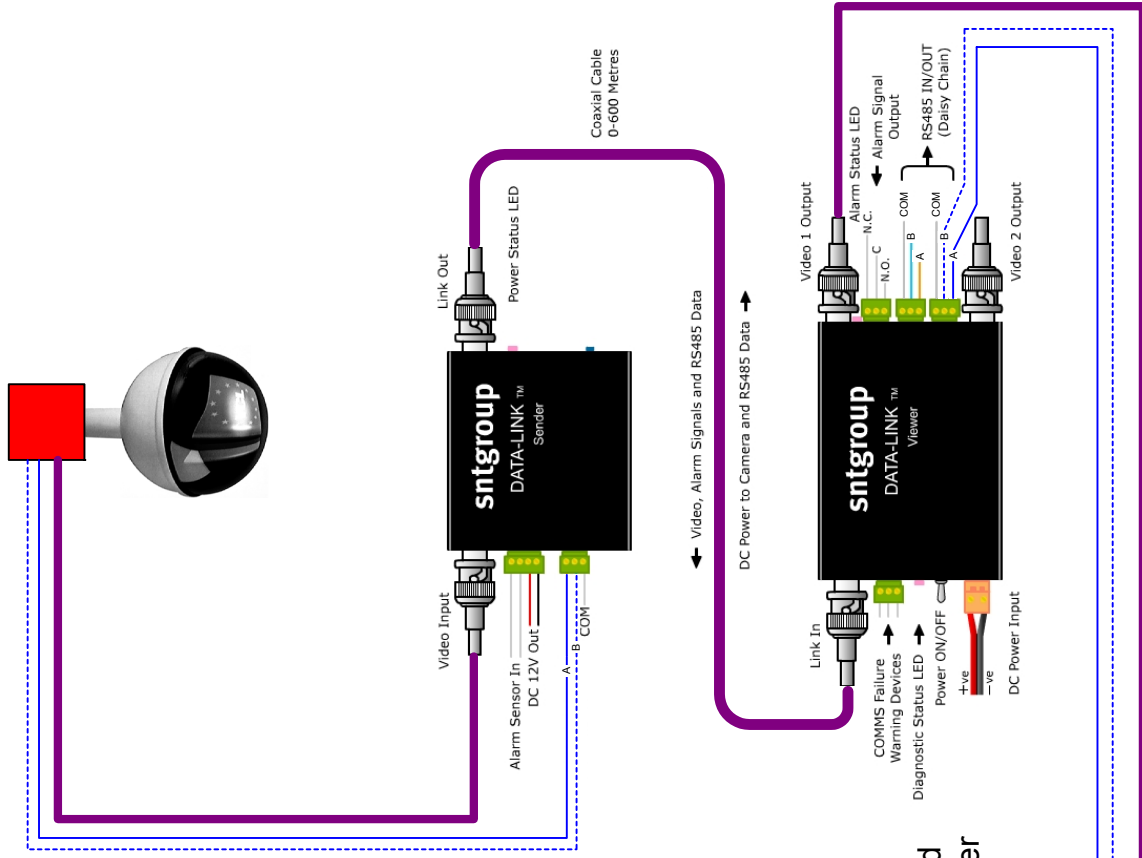 Coaxial Cable
0-600 Metres
Link Out
Power Status LED
sntgroup
DATA-LINK ™
Sender
Video Input
Alarm Sensor In
DC 12V Out
A
B
COM
Video, Alarm Signals and RS485 Data
DC Power to Camera and RS485 Data
Video 1 Output
Alarm Status LED
N.C.
C
N.O.
Alarm Signal
Output
COM
B
A
COM
B
A
RS485 IN/OUT
(Daisy Chain)
Video 2 Output
sntgroup
DATA-LINK ™
Viewer
Link In
COMMS Failure
Warning Devices
Diagnostic Status LED
Power ON/OFF
+ve
-ve
DC Power Input
d
er